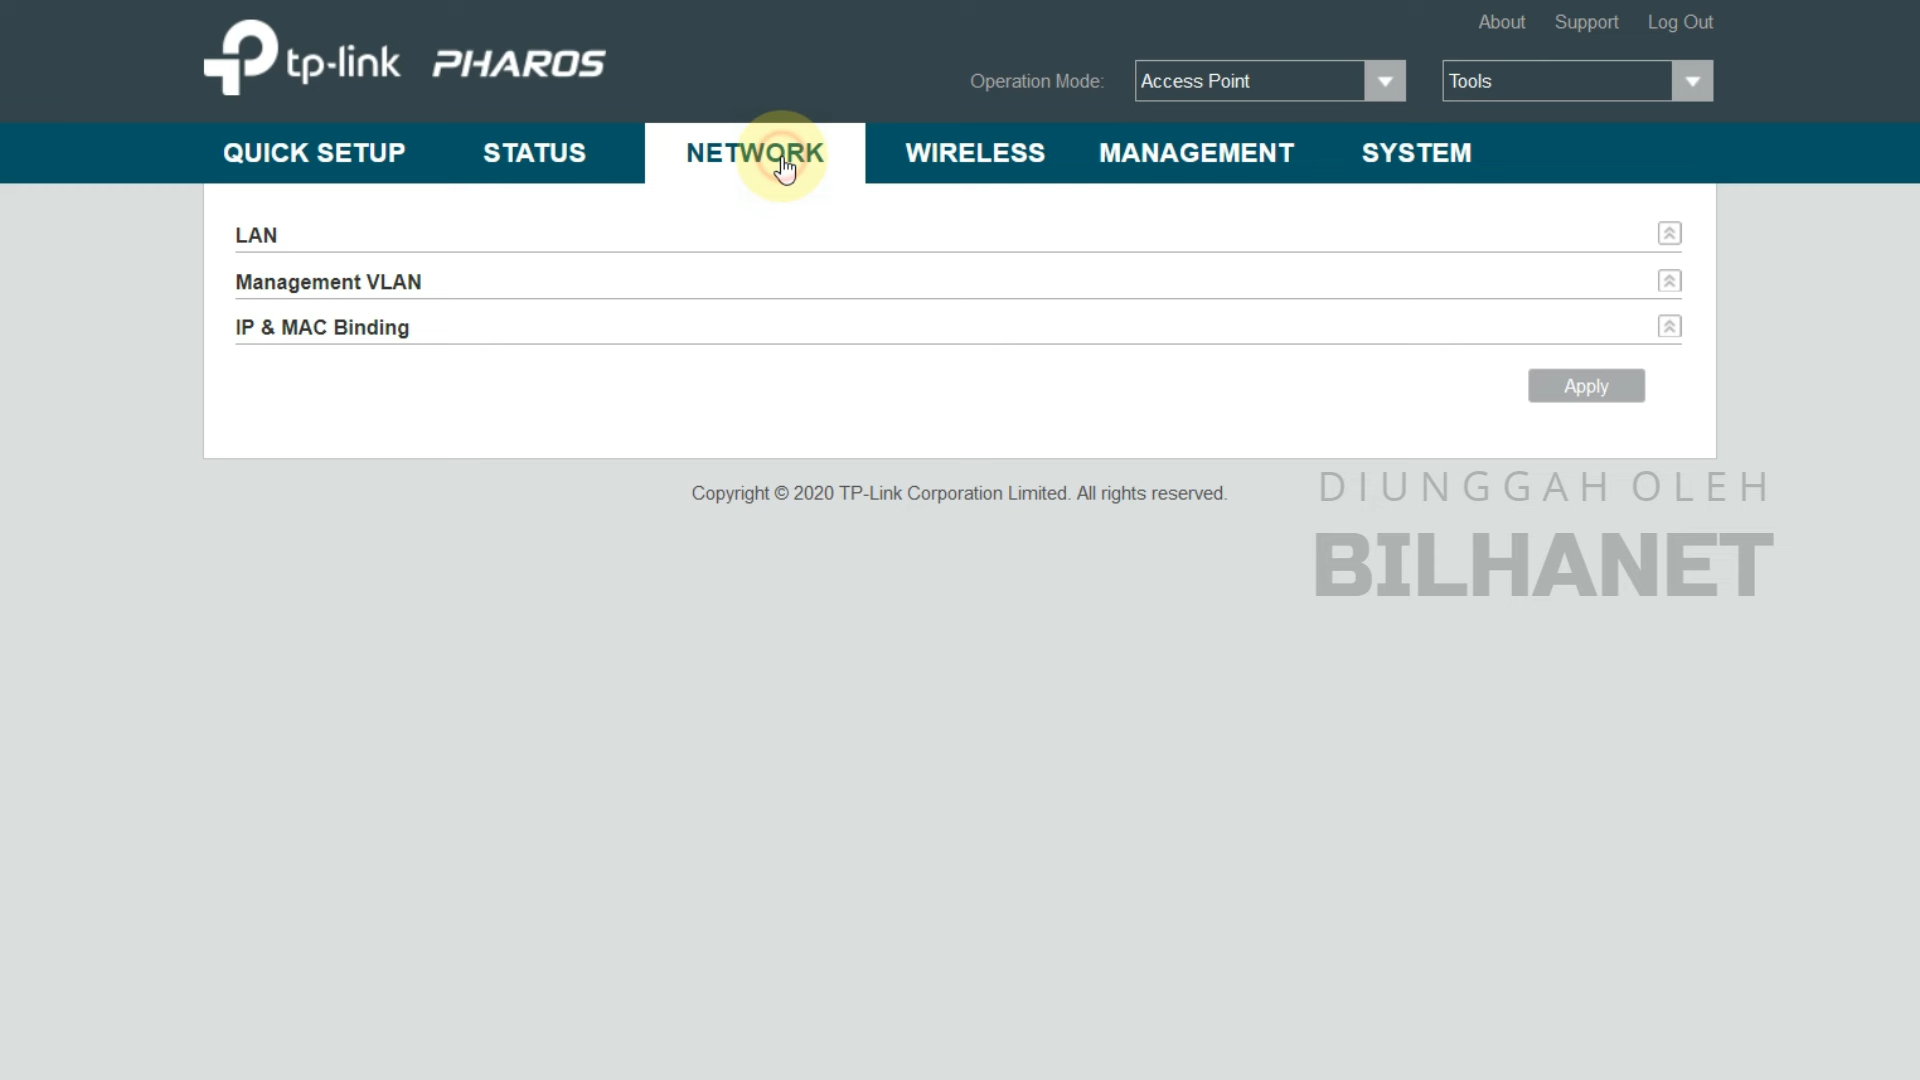 About Support Log Out
tp-link PHAROS
Operation Mode: Access Point Tools
QUICK SETUP STATUS NETWORK WIRELESS MANAGEMENT SYSTEM
LAN
Management VLAN
IP & MAC Binding
Apply
Copyright © 2020 TP-Link Corporation Limited. All rights reserved.
DIUNGGAH OLEH
BILHANET